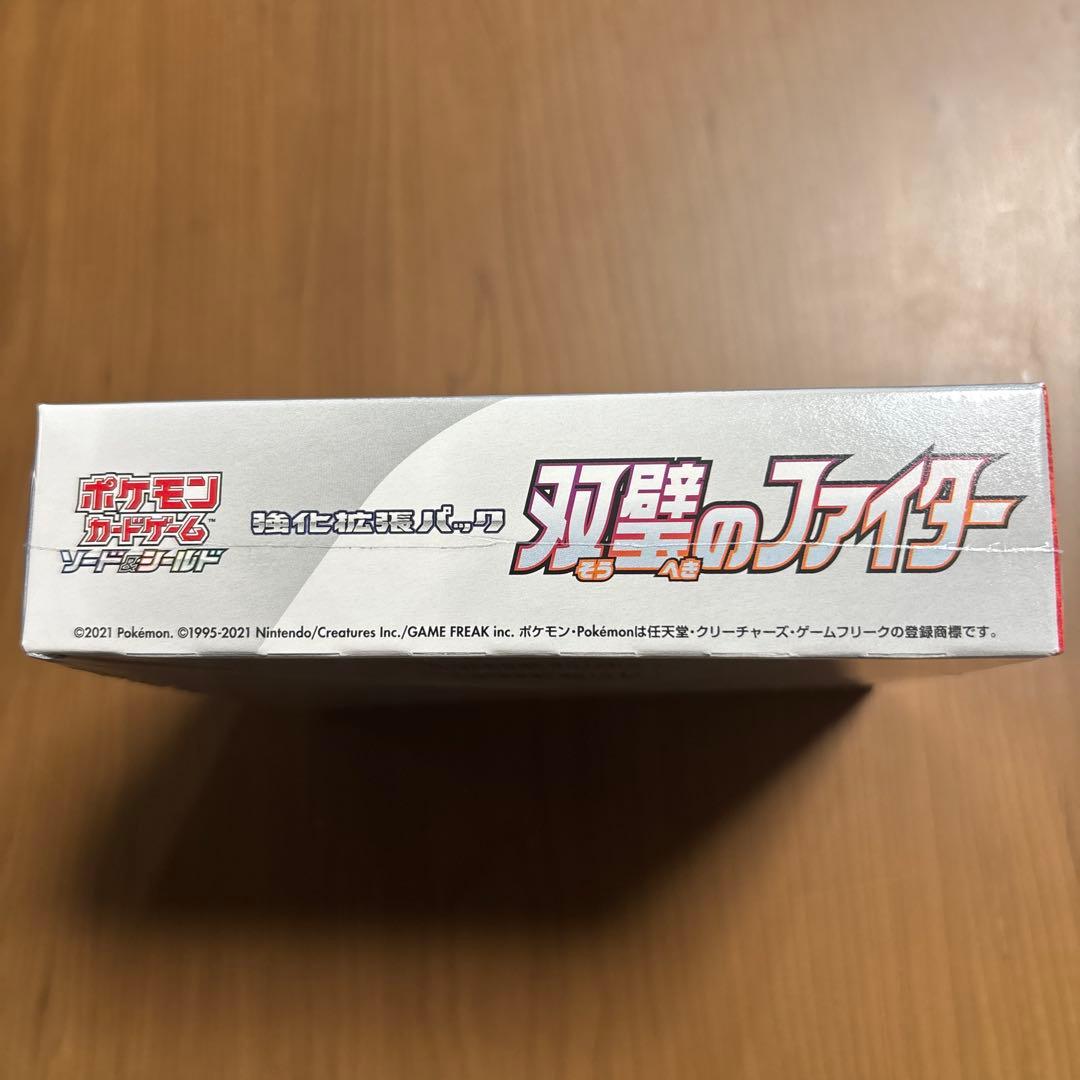 ポケモン
カードゲーム™
ソード&シールド
強化拡張パック
双璧のファイター
そう へき
©2021 Pokémon. ©1995-2021 Nintendo/Creatures Inc./GAME FREAK inc. ポケモン・Pokémonは任天堂・クリーチャーズ・ゲームフリークの登録商標です。